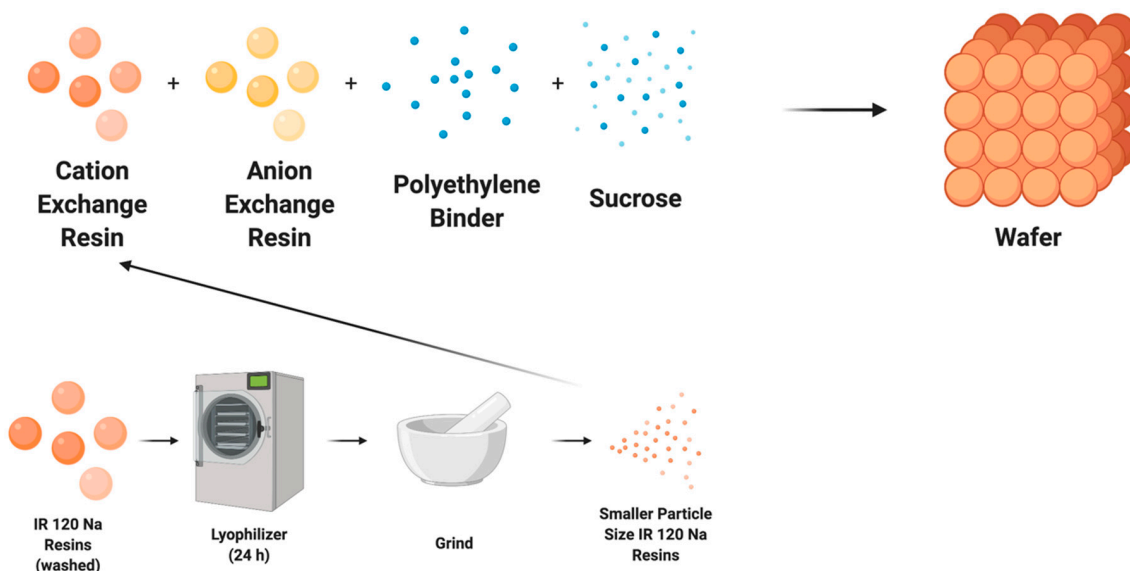 +
+
+
Cation
Exchange
Resin
Anion
Exchange
Resin
Polyethylene
Binder
Sucrose
Wafer
IR 120 Na
Resins
(washed)
Lyophilizer
(24 h)
Grind
Smaller Particle
Size IR 120 Na
Resins